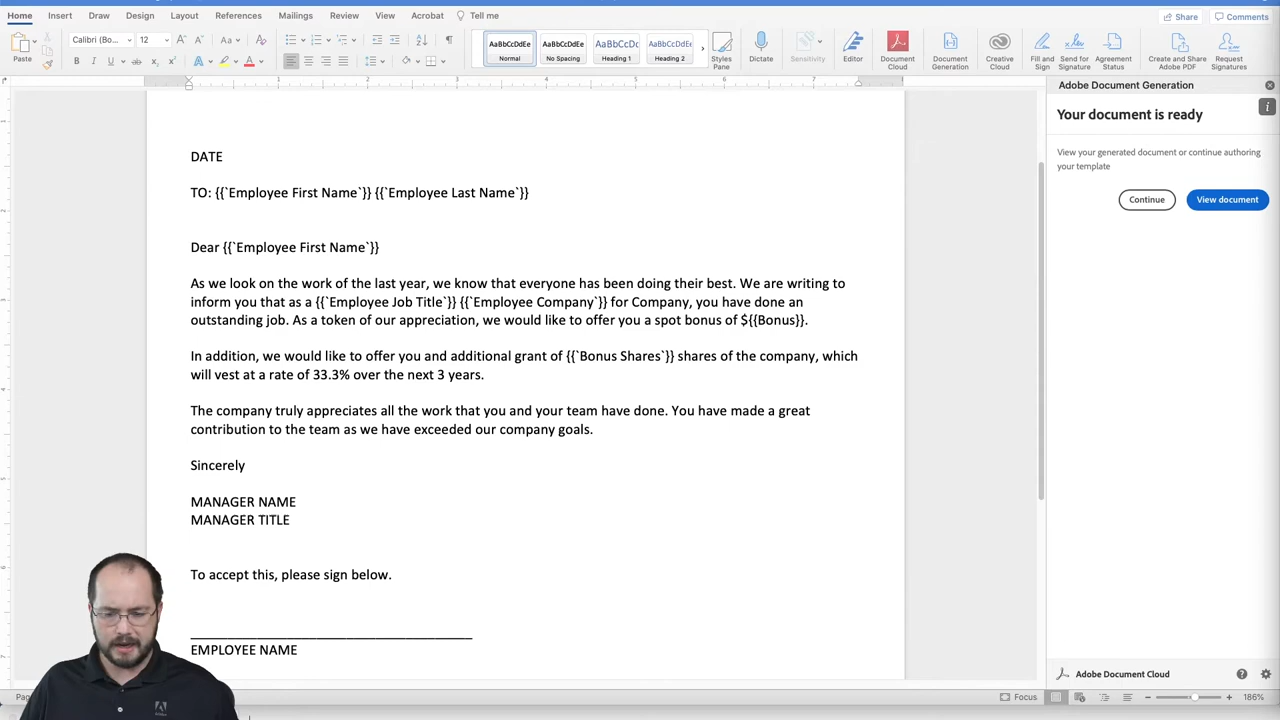 Home Insert Draw Design Layout References Mailings Review View Acrobat Tell me
Share Comments
Paste
Calibri (Bo... 12 Aa
B I U
AaBbCcDdEe
Normal
AaBbCcDdEe
No Spacing
AaBbCcDc
Heading 1
AaBbCcDdEe
Heading 2
Styles
Pane
Dictate
Sensitivity
Editor
Document
Cloud
Document
Generation
Creative
Cloud
Fill and
Sign
Send for
Signature
Agreement
Status
Create and Share
Adobe PDF
Request
Signatures
Adobe Document Generation
Your document is ready
View your generated document or continue authoring
your template
Continue View document
DATE
TO: {{`Employee First Name`}} {{`Employee Last Name`}}
Dear {{`Employee First Name`}}
As we look on the work of the last year, we know that everyone has been doing their best. We are writing to
inform you that as a {{`Employee Job Title`}} {{`Employee Company`}} for Company, you have done an
outstanding job. As a token of our appreciation, we would like to offer you a spot bonus of ${{Bonus}}.
In addition, we would like to offer you and additional grant of {{`Bonus Shares`}} shares of the company, which
will vest at a rate of 33.3% over the next 3 years.
The company truly appreciates all the work that you and your team have done. You have made a great
contribution to the team as we have exceeded our company goals.
Sincerely
MANAGER NAME
MANAGER TITLE
To accept this, please sign below.
EMPLOYEE NAME
Adobe Document Cloud
Focus
186%